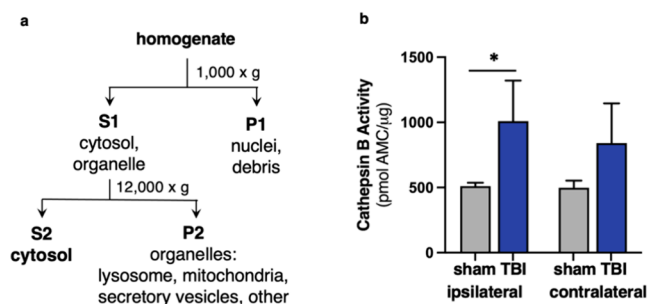 a
homogenate
1,000 x g
S1
cytosol,
organelle
P1
nuclei,
debris
12,000 x g
S2
cytosol
P2
organelles:
lysosome, mitochondria,
secretory vesicles, other
b
Cathepsin B Activity
(pmol AMC/µg)
1500
1000
500
0
*
sham TBI
ipsilateral
sham TBI
contralateral